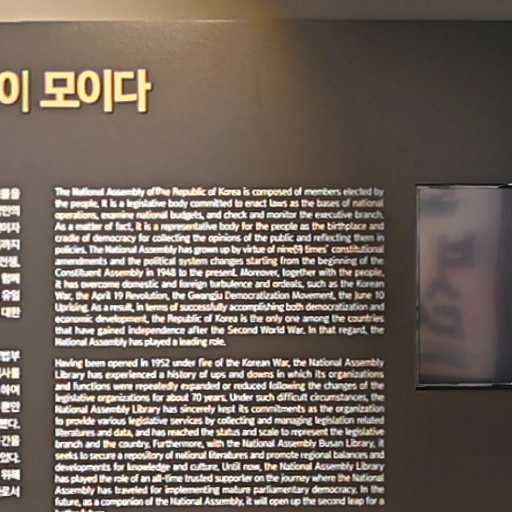 이 모이다
The National Assembly of the Republic of Korea is composed of members elected by
the people. It is a legislative body committed to enact laws as the bases of national
operations, examine national budgets, and check and monitor the executive branch.
As a matter of fact, it is a representative body for the people as the birthplace and
cradle of democracy for collecting the opinions of the public and reflecting them in
policies. The National Assembly has grown up by virtue of nine(9) times' constitutional
amendments and the political system changes starting from the beginning of the
Constituent Assembly in 1948 to the present. Moreover, together with the people,
it has overcome domestic and foreign turbulence and ordeals, such as the Korean
War, the April 19 Revolution, the Gwangju Democratization Movement, the June 10
Uprising. As a result, in terms of successfully accomplishing both democratization and
economic development, the Republic of Korea is the only one among the countries
that have gained independence after the Second World War. In that regard, the
National Assembly has played a leading role.
Having been opened in 1952 under fire of the Korean War, the National Assembly
Library has experienced a history of ups and downs in which its organizations
and functions were repeatedly expanded or reduced following the changes of the
legislative organizations for about 70 years. Under such difficult circumstances, the
National Assembly Library has sincerely kept its commitments as the organization
to provide various legislative services by collecting and managing legislation related
literatures and data, and has reached the status and scale to represent the legislative
branch and the country. Furthermore, with the National Assembly Busan Library, it
seeks to secure a repository of national literatures and promote regional balances and
developments for knowledge and culture. Until now, the National Assembly Library
has played the role of an all-time trusted supporter on the journey where the National
Assembly has traveled for implementing mature parliamentary democracy. In the
future, as a companion of the National Assembly, it will open up the second leap for a